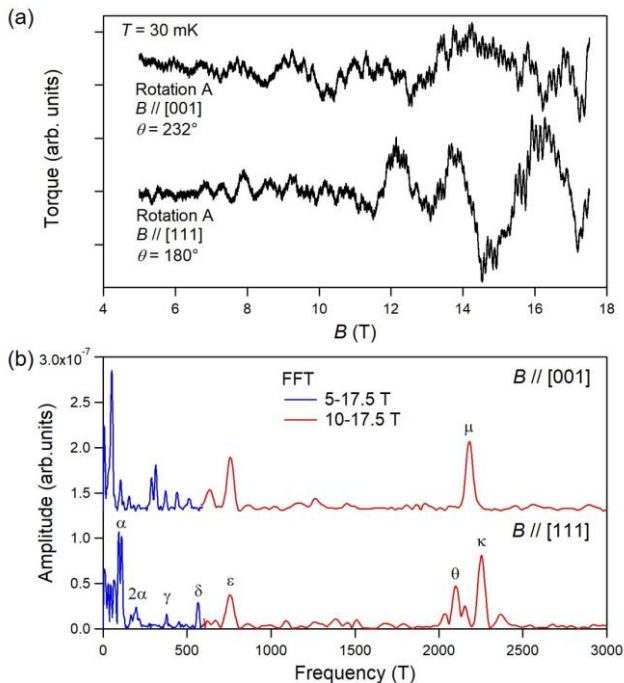 (a)
T = 30 mK
Rotation A
B // [001]
θ = 232°
Rotation A
B // [111]
θ = 180°
Torque (arb. units)
4 6 8 10 12 14 16 18
B (T)
(b)
3.0x10⁻⁷
2.5
2.0
1.5
1.0
0.5
0.0
Amplitude (arb.units)
FFT
5-17.5 T
10-17.5 T
B // [001]
μ
B // [111]
α
2α
γ
δ
ε
θ
κ
0 500 1000 1500 2000 2500 3000
Frequency (T)